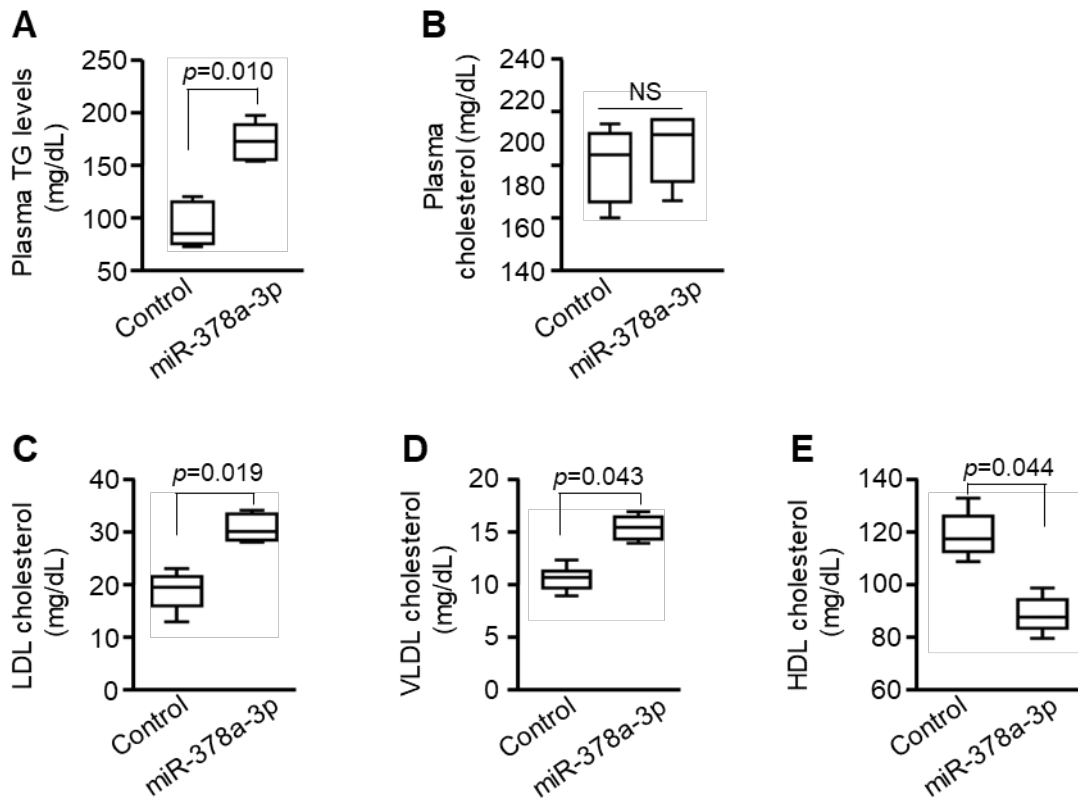 A
Plasma TG levels
(mg/dL)
250
200
150
100
50
p=0.010
Control
miR-378a-3p
B
Plasma
cholesterol (mg/dL)
240
220
200
180
160
140
NS
Control
miR-378a-3p
C
LDL cholesterol
(mg/dL)
40
30
20
10
0
p=0.019
Control
miR-378a-3p
D
VLDL cholesterol
(mg/dL)
20
15
10
5
0
p=0.043
Control
miR-378a-3p
E
HDL cholesterol
(mg/dL)
140
120
100
80
60
p=0.044
Control
miR-378a-3p